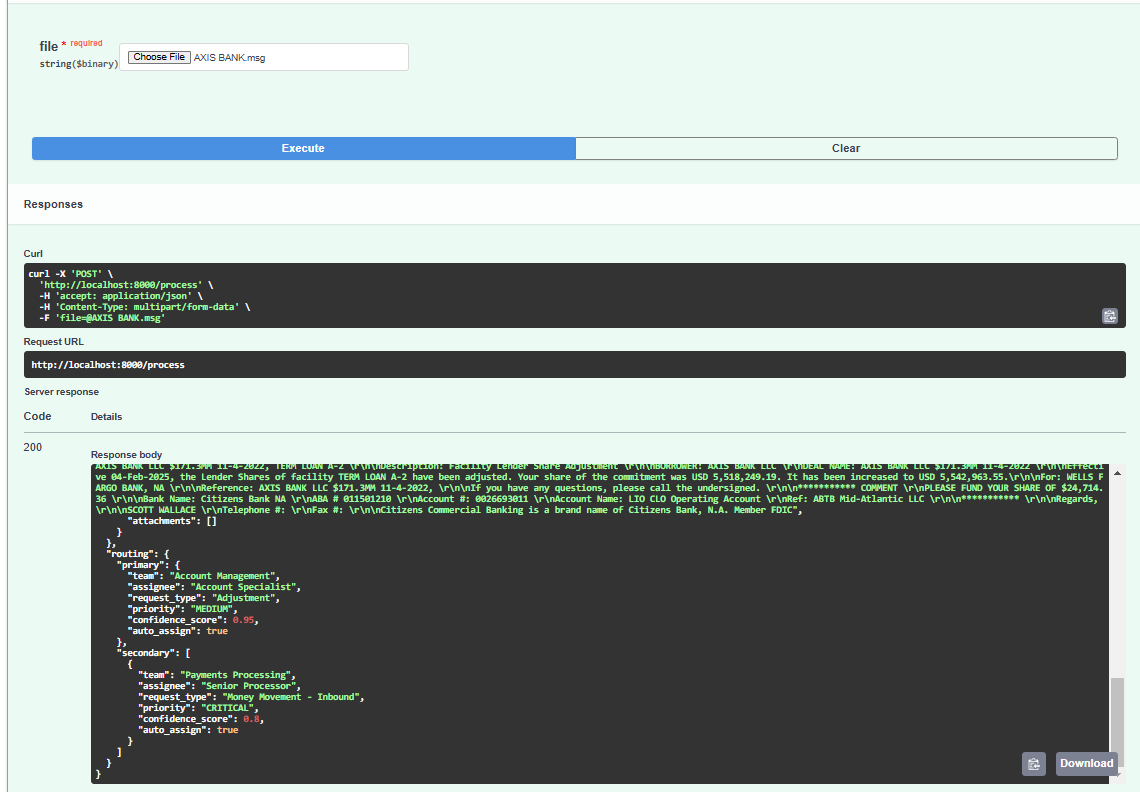 file * required
string($binary)
Choose File AXIS BANK.msg
Execute
Clear
Responses
Curl
curl -X 'POST' \
'http://localhost:8000/process' \
-H 'accept: application/json' \
-H 'Content-Type: multipart/form-data' \
-F 'file=@AXIS BANK.msg'
Request URL
http://localhost:8000/process
Server response
Code Details
200
Response body
AXIS BANK LLC $171.3MM 11-4-2022, TERM LOAN A-2 \r\n\nDescription: Facility Lender Share Adjustment \r\n\nBORROWER: AXIS BANK LLC \r\nDEAL NAME: AXIS BANK LLC $171.3MM 11-4-2022 \r\n\nEffecti
ve 04-Feb-2025, the Lender Shares of facility TERM LOAN A-2 have been adjusted. Your share of the commitment was USD 5,518,249.19. It has been increased to USD 5,542,963.55.\r\n\nFor: WELLS F
ARGO BANK, NA \r\n\nReference: AXIS BANK LLC $171.3MM 11-4-2022, \r\n\nIf you have any questions, please call the undersigned. \r\n\n*********** COMMENT \r\nPLEASE FUND YOUR SHARE OF $24,714.
36 \r\n\nBank Name: Citizens Bank NA \r\nABA # 011501210 \r\nAccount #: 0026693011 \r\nAccount Name: LIO CLO Operating Account \r\nRef: ABTB Mid-Atlantic LLC \r\n\n*********** \r\n\nRegards,
\r\n\nSCOTT WALLACE \r\nTelephone #: \r\nFax #: \r\n\nCitizens Commercial Banking is a brand name of Citizens Bank, N.A. Member FDIC",
"attachments": []
}
},
"routing": {
"primary": {
"team": "Account Management",
"assignee": "Account Specialist",
"request_type": "Adjustment",
"priority": "MEDIUM",
"confidence_score": 0.95,
"auto_assign": true
},
"secondary": [
{
"team": "Payments Processing",
"assignee": "Senior Processor",
"request_type": "Money Movement - Inbound",
"priority": "CRITICAL",
"confidence_score": 0.8,
"auto_assign": true
}
]
}
}
Download